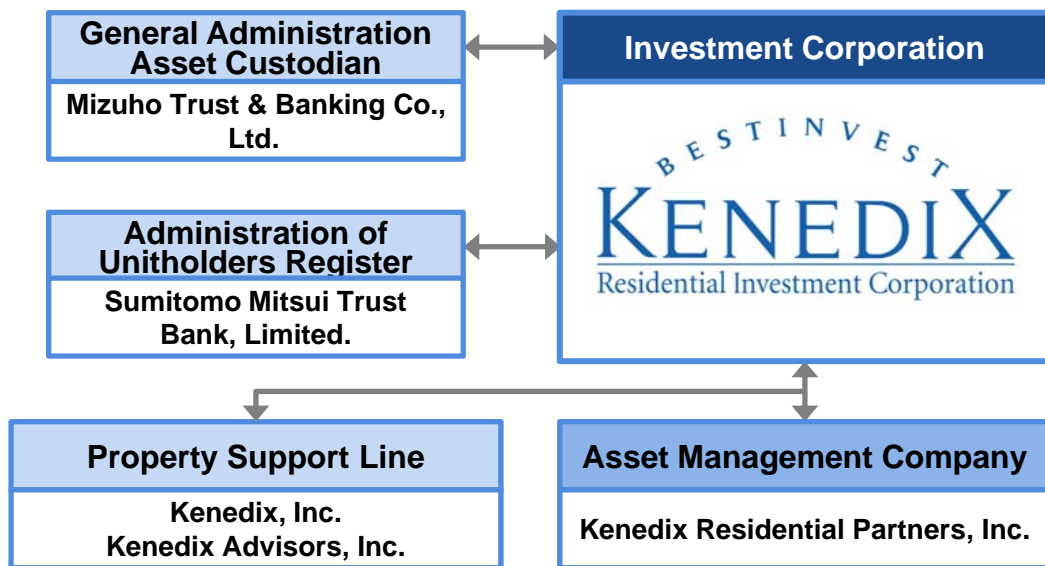 General Administration
Asset Custodian
Mizuho Trust & Banking Co.,
Ltd.
Investment Corporation
BESTINVEST
KENEDIX
Residential Investment Corporation
Administration of
Unitholders Register
Sumitomo Mitsui Trust
Bank, Limited.
Property Support Line
Kenedix, Inc.
Kenedix Advisors, Inc.
Asset Management Company
Kenedix Residential Partners, Inc.